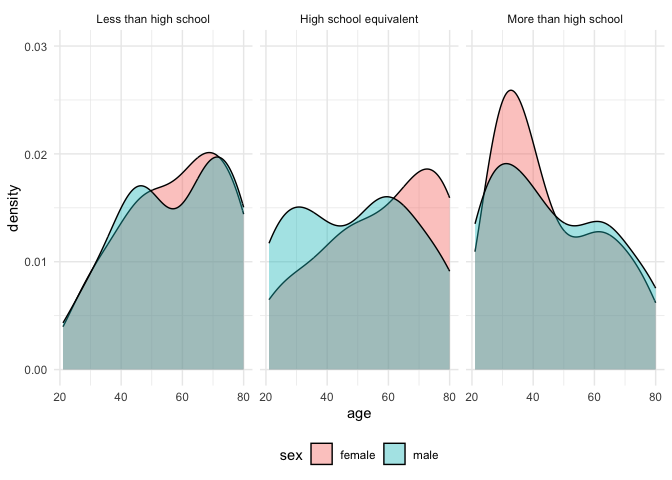 Less than high school
High school equivalent
More than high school
0.03
0.02
0.01
0.00
density
20 40 60 80
20 40 60 80
20 40 60 80
age
sex female male